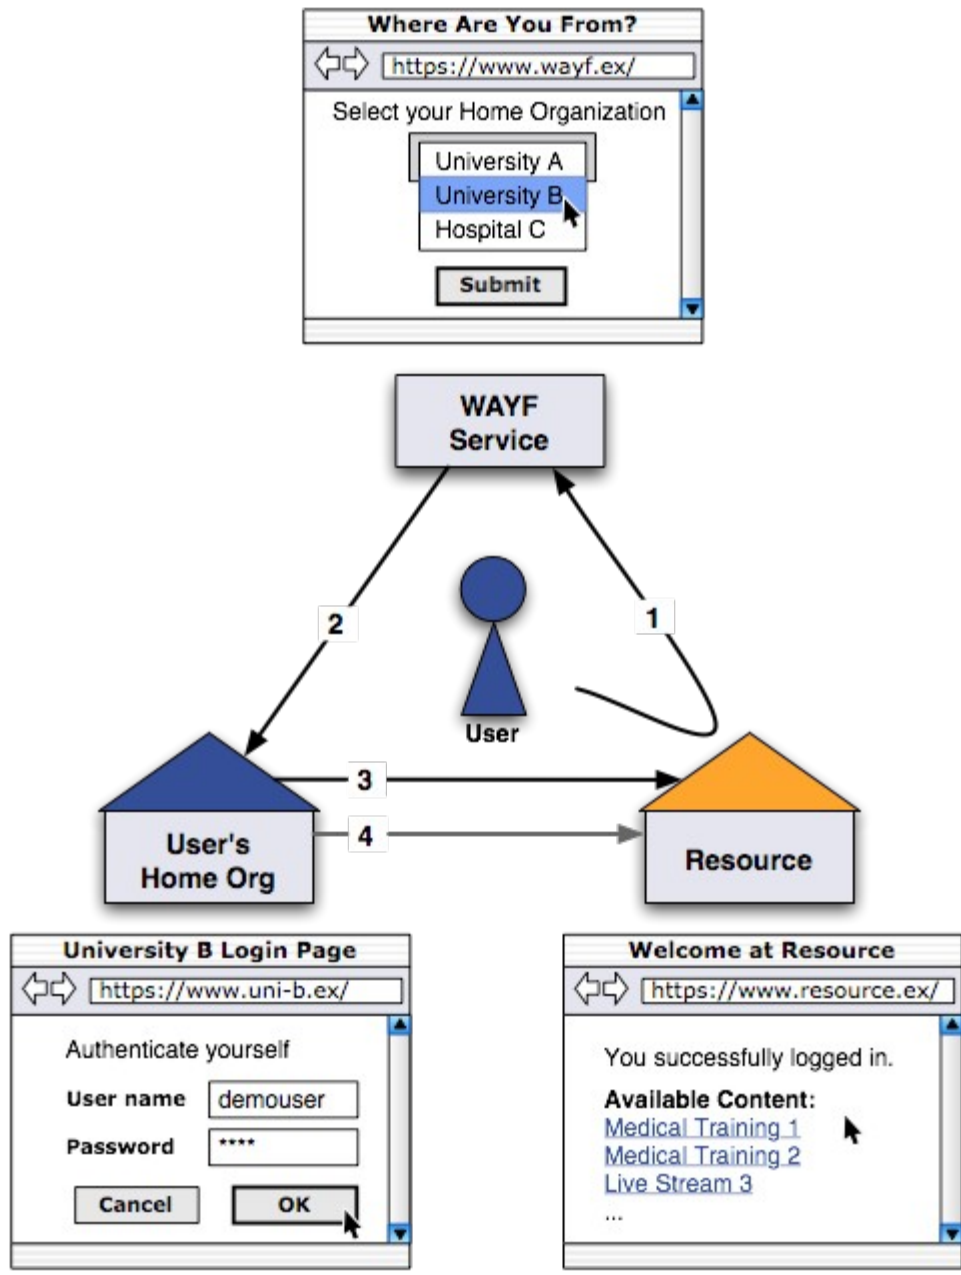 Where Are You From?
https://www.wayf.ex/
Select your Home Organization
University A
University B
Hospital C
Submit
WAYF
Service
2
1
User
3
4
User's
Home Org
Resource
University B Login Page
https://www.uni-b.ex/
Authenticate yourself
User name demouser
Password ****
Cancel OK
Welcome at Resource
https://www.resource.ex/
You successfully logged in.
Available Content:
Medical Training 1
Medical Training 2
Live Stream 3
...